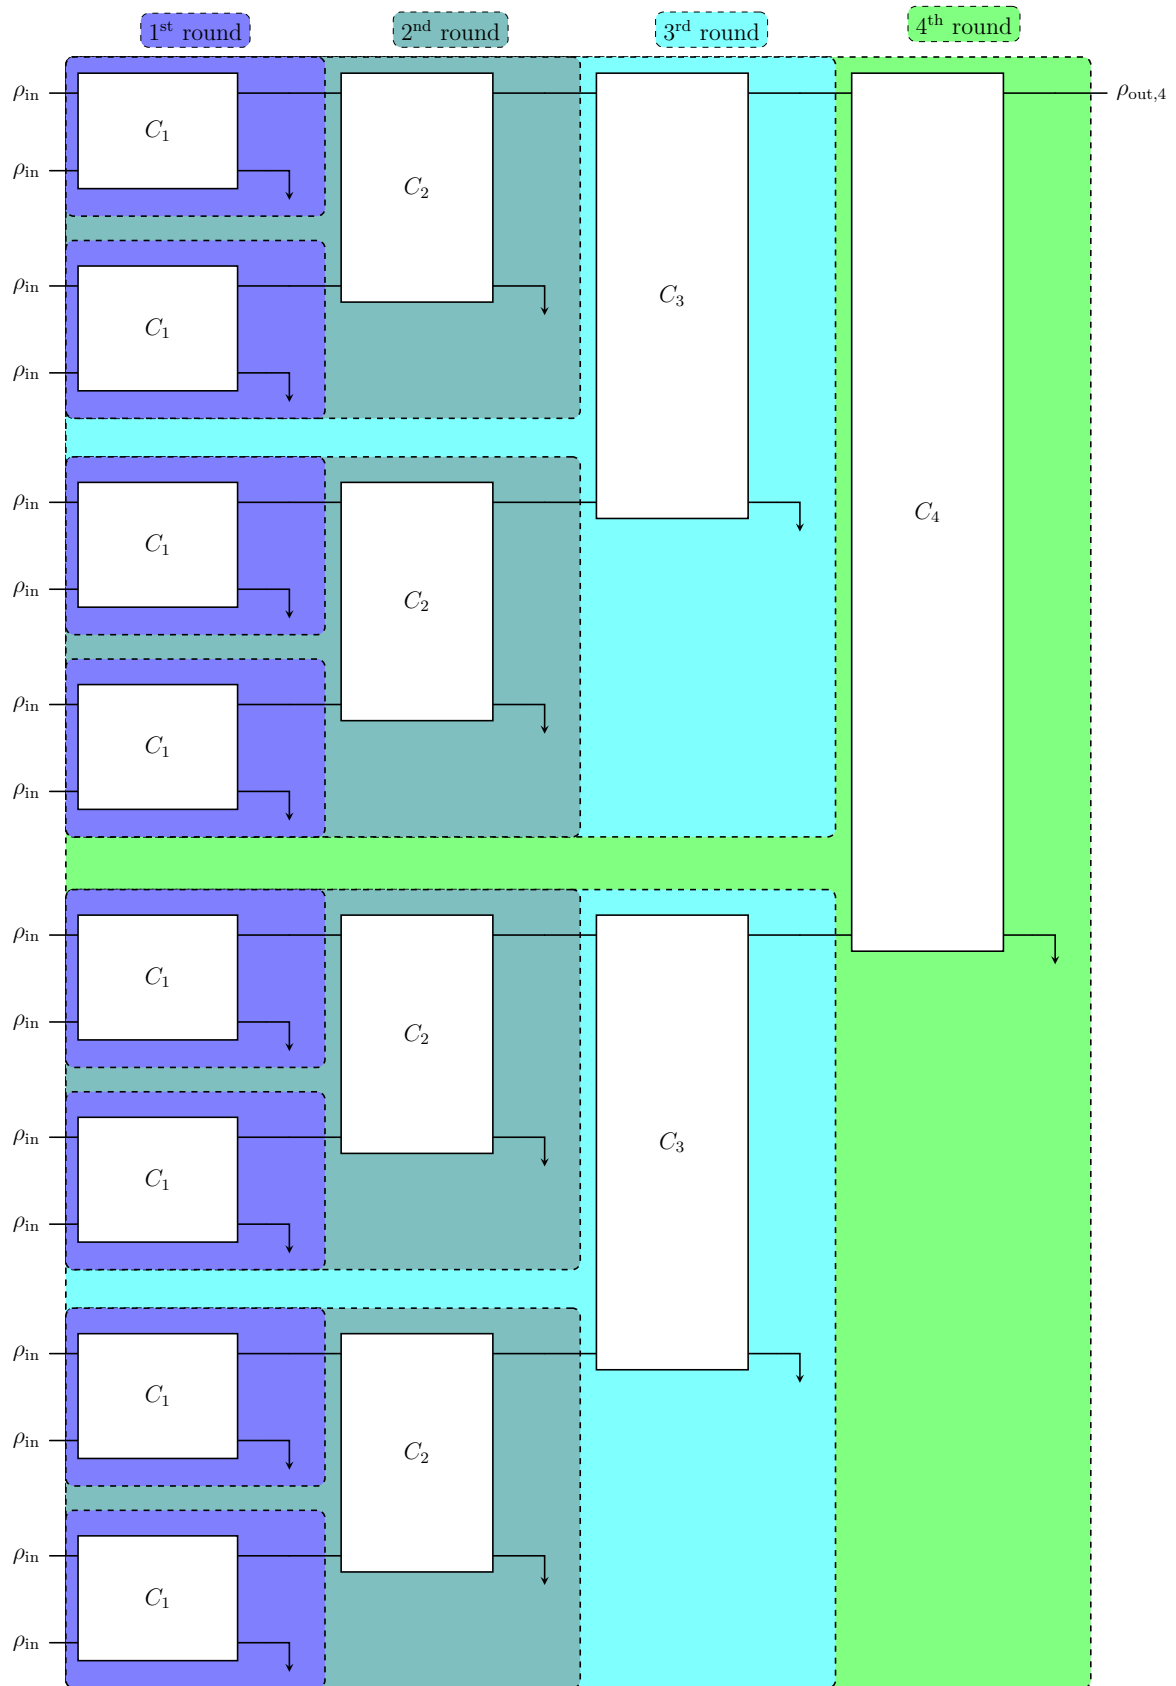 1st round 2nd round 3rd round 4th round
ρin ρout,4
C1
ρin
C2
ρin
C3
C1
ρin
ρin
C4
C1
ρin
C2
ρin
C1
ρin
ρin
C1
ρin
C2
ρin
C3
C1
ρin
ρin
C1
ρin
C2
ρin
C1
ρin